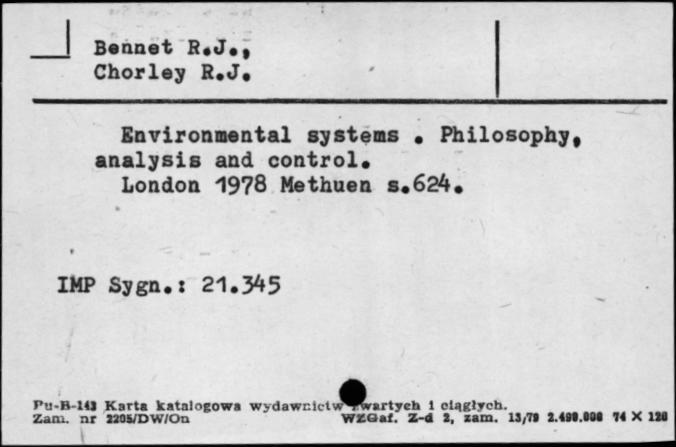 Bennet R.J.,
Chorley R.J.
Environmental systems . Philosophy,
analysis and control.
London 1978 Methuen s.624.
IMP Sygn.: 21.345
Pu-B-143 Karta katalogowa wydawnictw zwartych i ciągłych.
Zam. nr 2205/DW/On WZGaf. Z-d 2, zam. 13,79 2.400.000 74 X 120